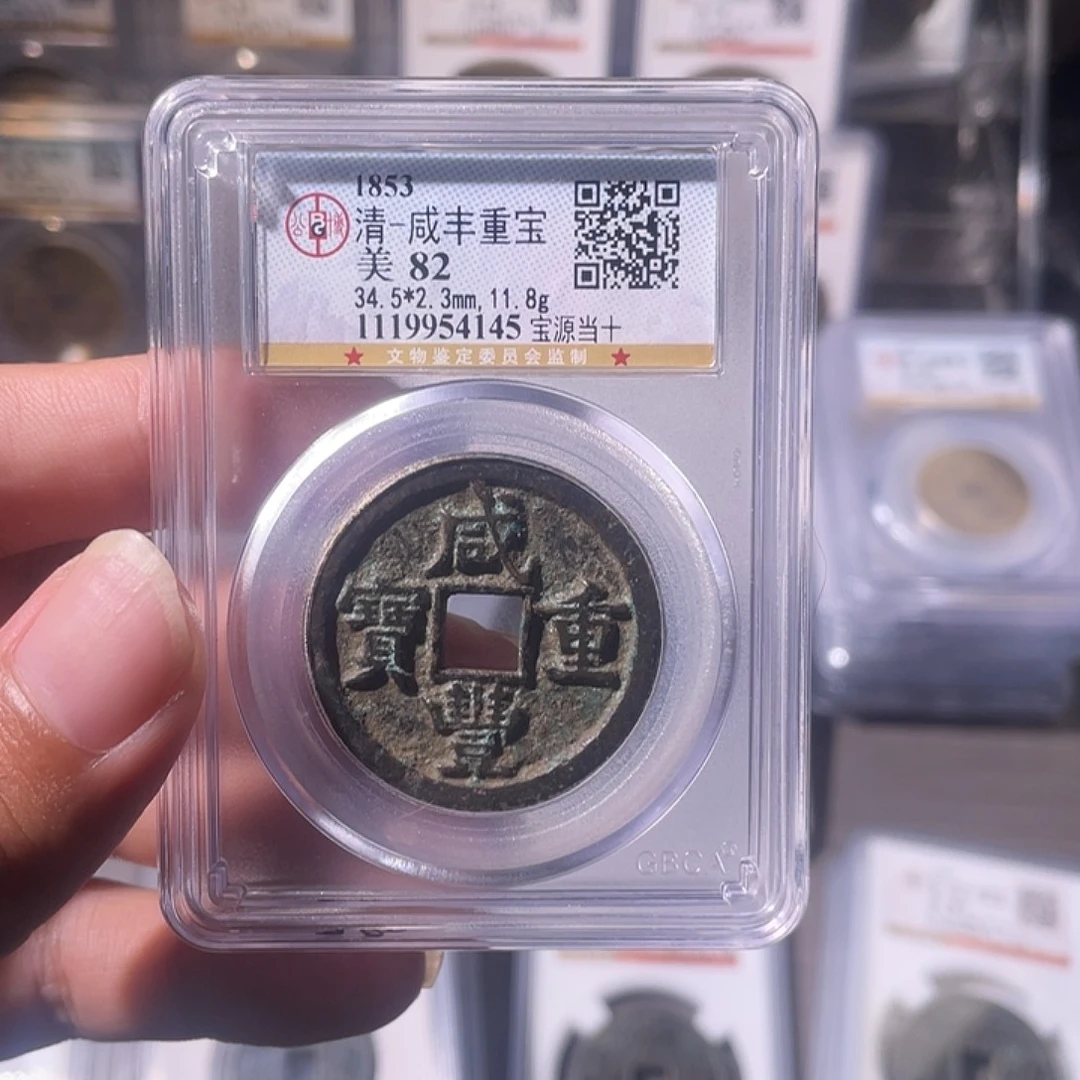 1853
清-咸丰重宝
美 82
34.5*2.3mm,11.8g
1119954145 宝源当十
★ 文物鉴定委员会监制 ★
咸
寶 重
豐
GBCA